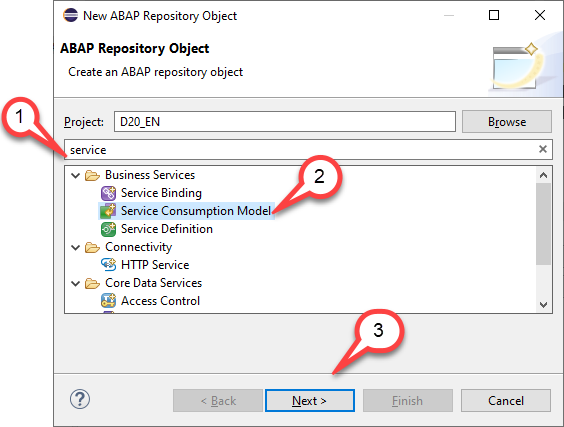 New ABAP Repository Object
ABAP Repository Object
Create an ABAP repository object
1
Project: D20_EN Browse
service
Business Services
Service Binding
2
Service Consumption Model
Service Definition
Connectivity
HTTP Service
Core Data Services
Access Control
3
< Back Next > Finish Cancel